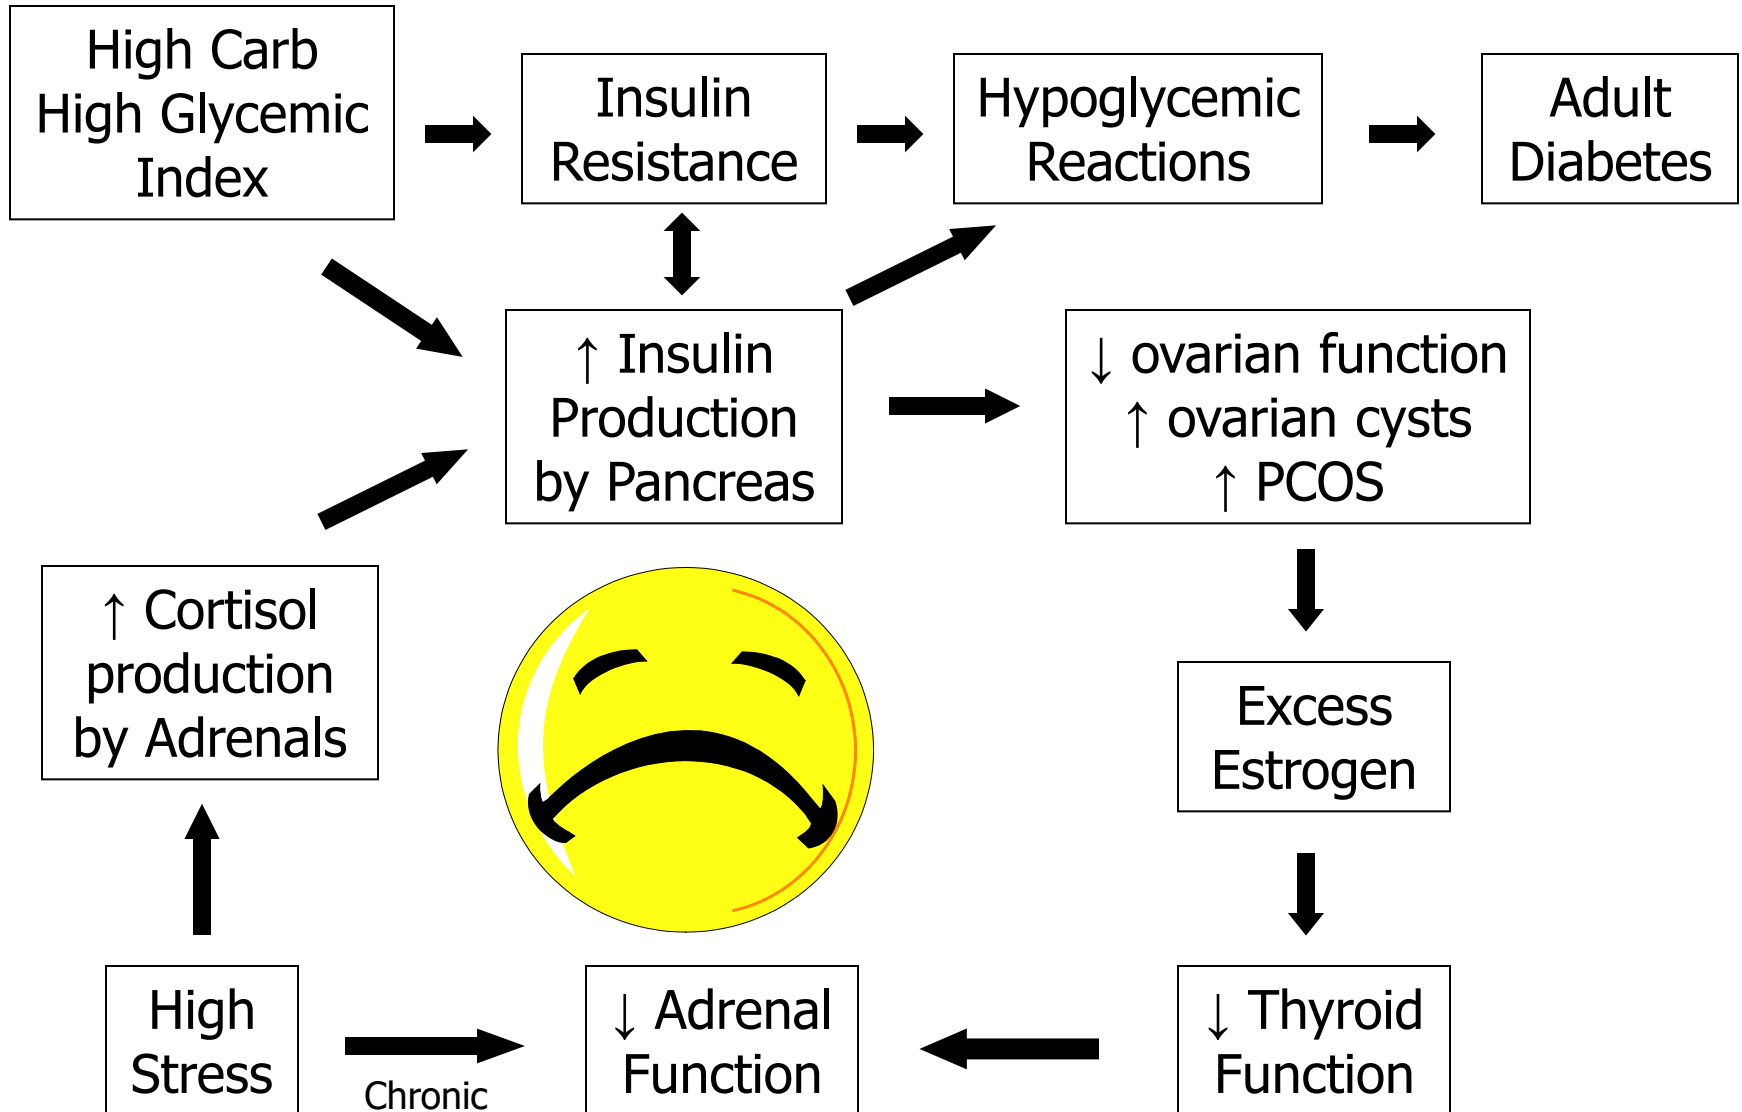 High Carb
High Glycemic
Index
Insulin
Resistance
Hypoglycemic
Reactions
Adult
Diabetes
↑ Insulin
Production
by Pancreas
↓ ovarian function
↑ ovarian cysts
↑ PCOS
↑ Cortisol
production
by Adrenals
Excess
Estrogen
High
Stress
Chronic
↓ Adrenal
Function
↓ Thyroid
Function